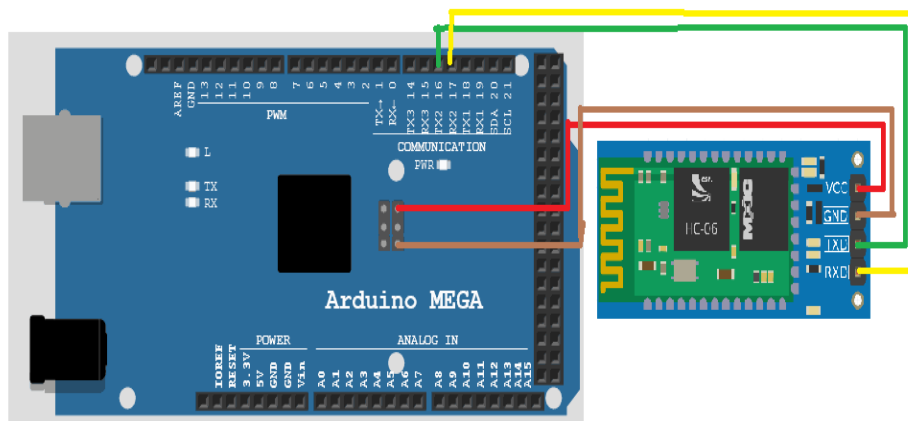 AREF
GND
13
12
11
10
9
8
7
6
5
4
3
2
1
0
TX→
RX←
TX3 14
RX3 15
TX2 16
RX2 17
TX1 18
RX1 19
SDA 20
SCL 21
PWM
COMMUNICATION
PWR
L
TX
RX
Arduino MEGA
POWER
ANALOG IN
IOREF
RESET
3.3V
5V
GND
GND
Vin
A0
A1
A2
A3
A4
A5
A6
A7
A8
A9
A10
A11
A12
A13
A14
A15
HC-06
VCC
GND
TXD
RXD